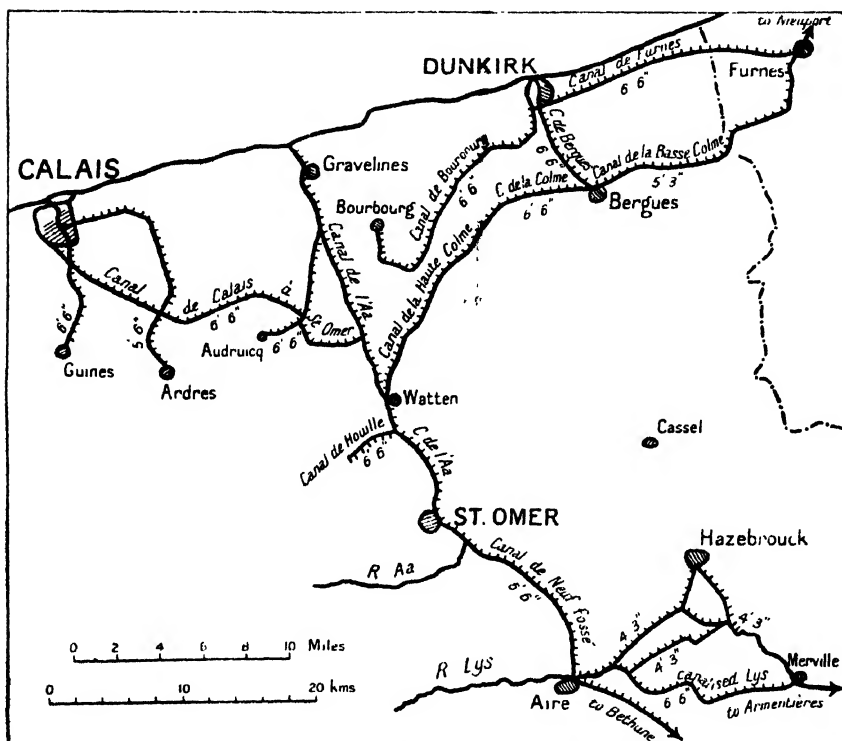 to Nieuport
DUNKIRK
Canal de Furnes
6' 6"
Furnes
C de Bergues
6' 6"
Canal de la Basse Colme
5' 3"
CALAIS
Gravelines
Canal de Bourbourg
6' 6"
C. de la Colme
6' 6"
Bergues
Bourbourg
Canal de l'Aa
Canal de la Haute Colme
Canal
de Calais
à
St Omer
6' 6"
6' 6"
5' 6"
Audruicq
6' 6"
Guines
Ardres
Watten
Canal de Houlle
6' 6"
C. de l'Aa
Cassel
ST. OMER
Hazebrouck
R Aa
Canal de Neuf fossé
6' 6"
4' 3"
4' 3"
4' 3"
0 2 4 6 8 10 Miles
0 10 20 kms
R Lys
canalised Lys
6' 6"
Merville
Aire
to Bethune
to Armentières